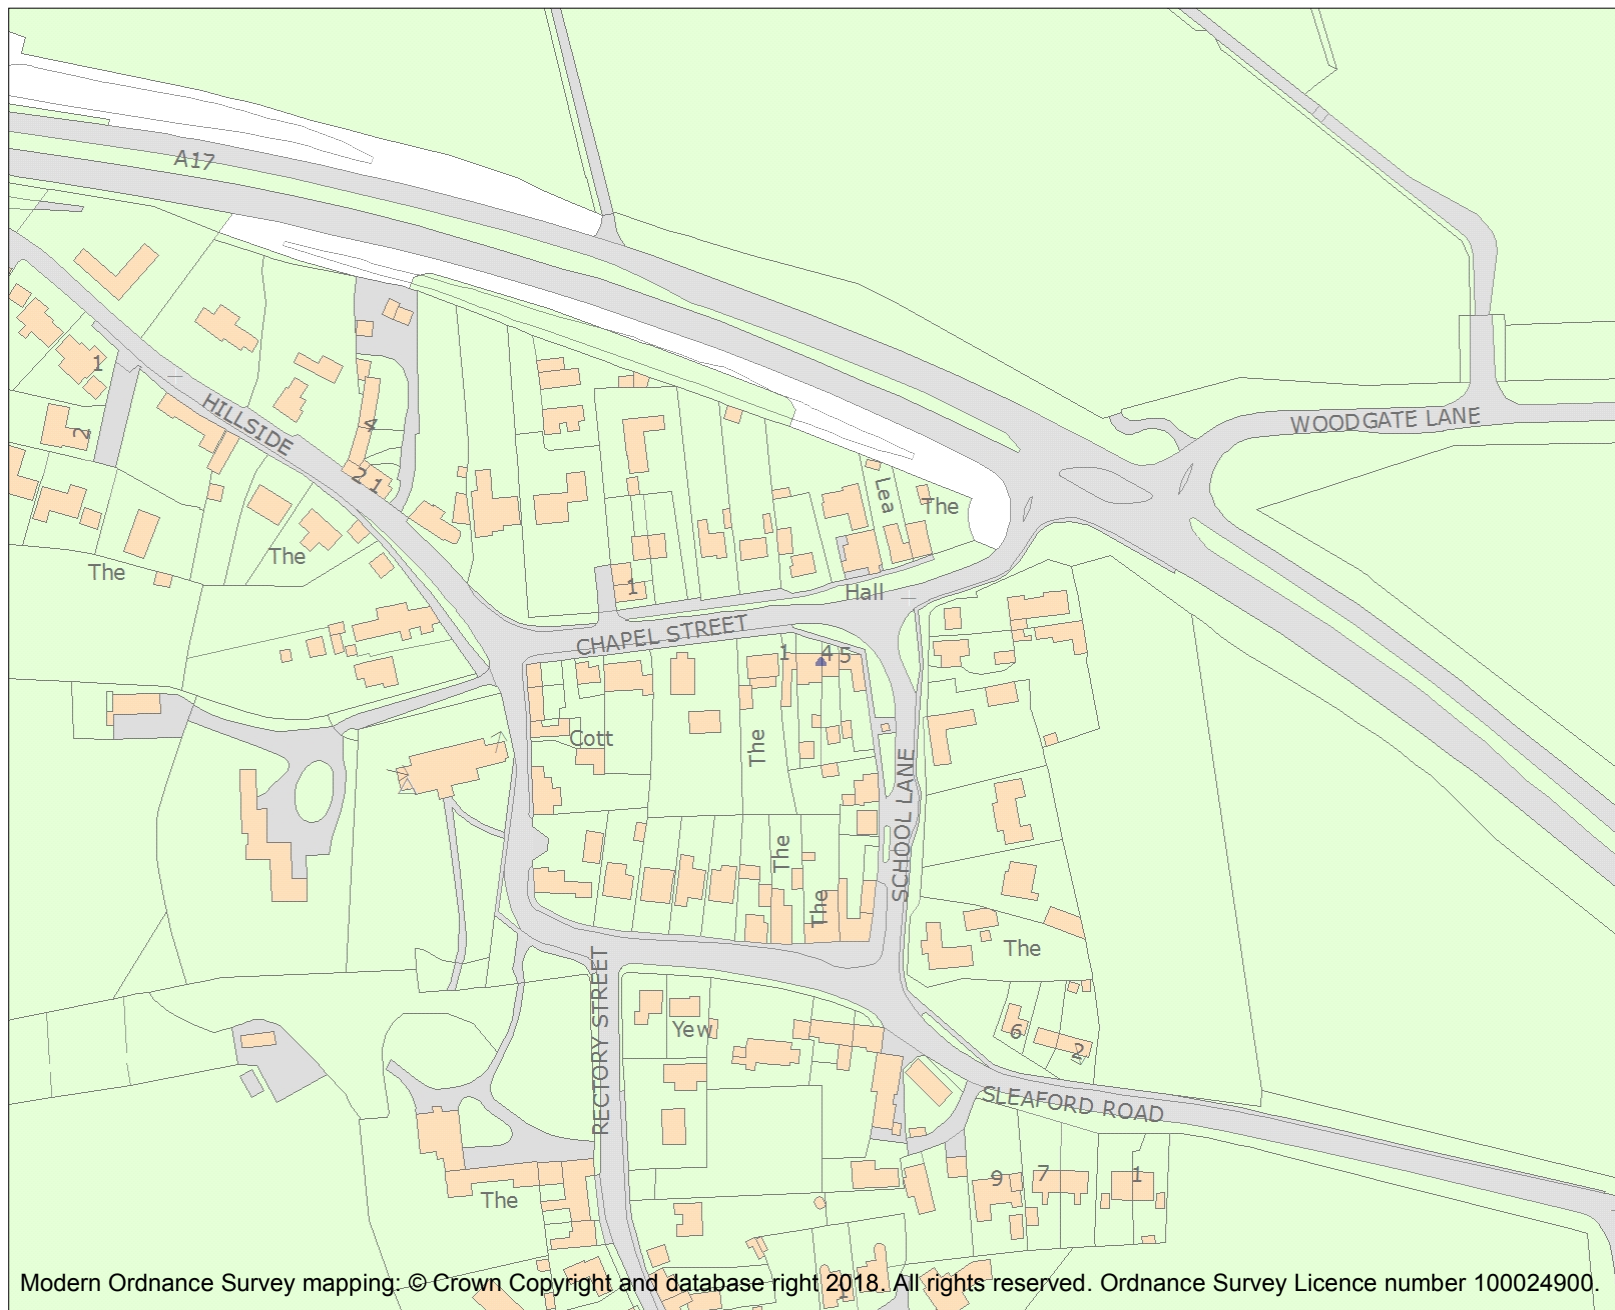 A17
WOODGATE LANE
1
HILLSIDE
2
4
2 1
Lea
The
The
The
1
Hall
CHAPEL STREET
1
4 5
Cott
The
SCHOOL LANE
The
The
The
RECTORY STREET
Yew
6
2
SLEAFORD ROAD
9
7
1
The
1
Modern Ordnance Survey mapping: © Crown Copyright and database right 2018. All rights reserved. Ordnance Survey Licence number 100024900.